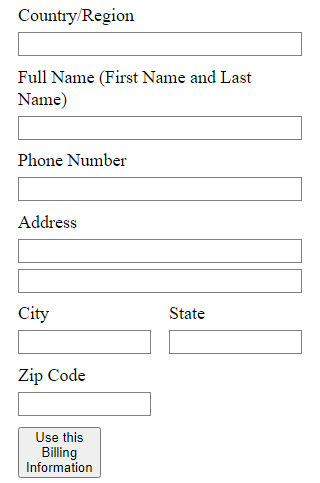 Country/Region
Full Name (First Name and Last
Name)
Phone Number
Address
City
State
Zip Code
Use this
Billing
Information